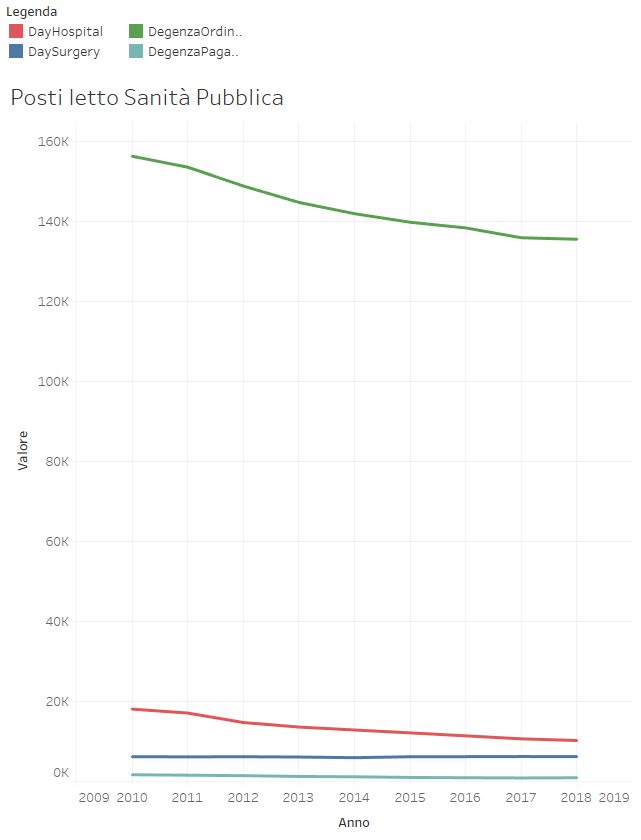 Legenda
DayHospital DegenzaOrdin..
DaySurgery DegenzaPaga..
Posti letto Sanità Pubblica
160K
140K
120K
100K
80K
60K
40K
20K
0K
Valore
2009 2010 2011 2012 2013 2014 2015 2016 2017 2018 2019
Anno